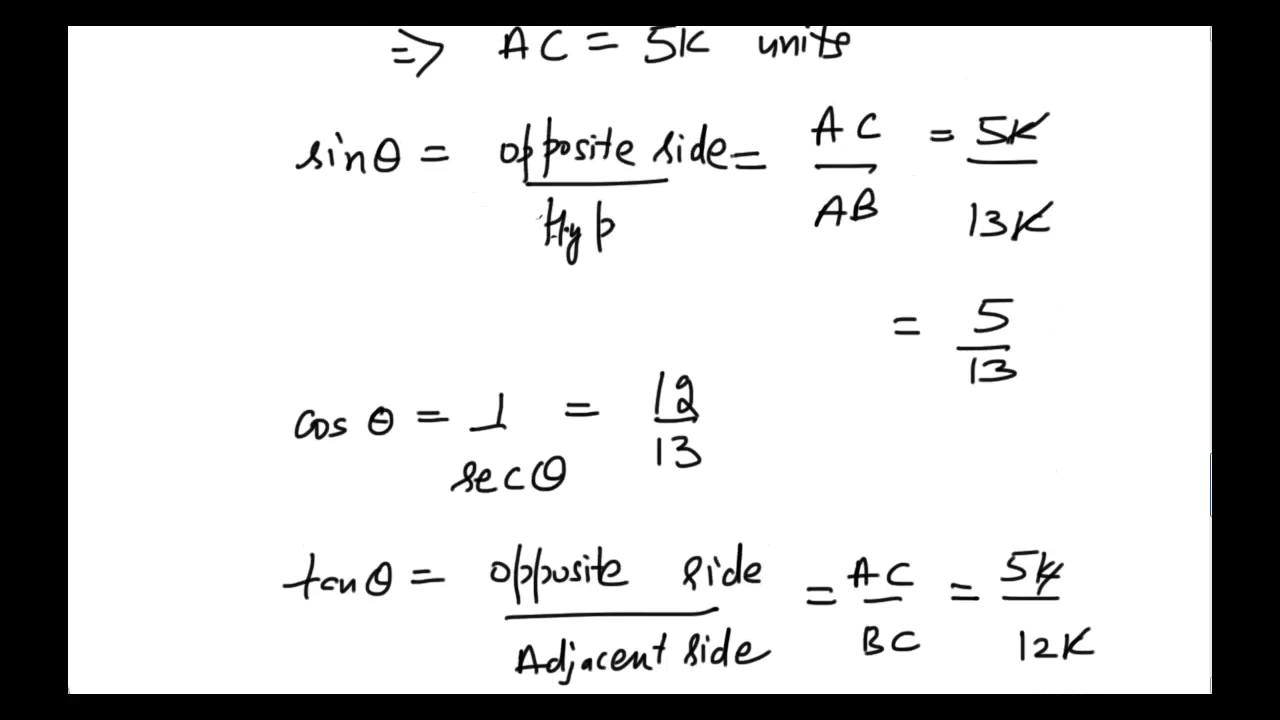 => AC = 5K units
sinθ = opposite side/Hyp = AC/AB = 5K/13K
= 5/13
cos θ = 1/secθ = 12/13
tanθ = opposite side/Adjacent side = AC/BC = 5K/12K